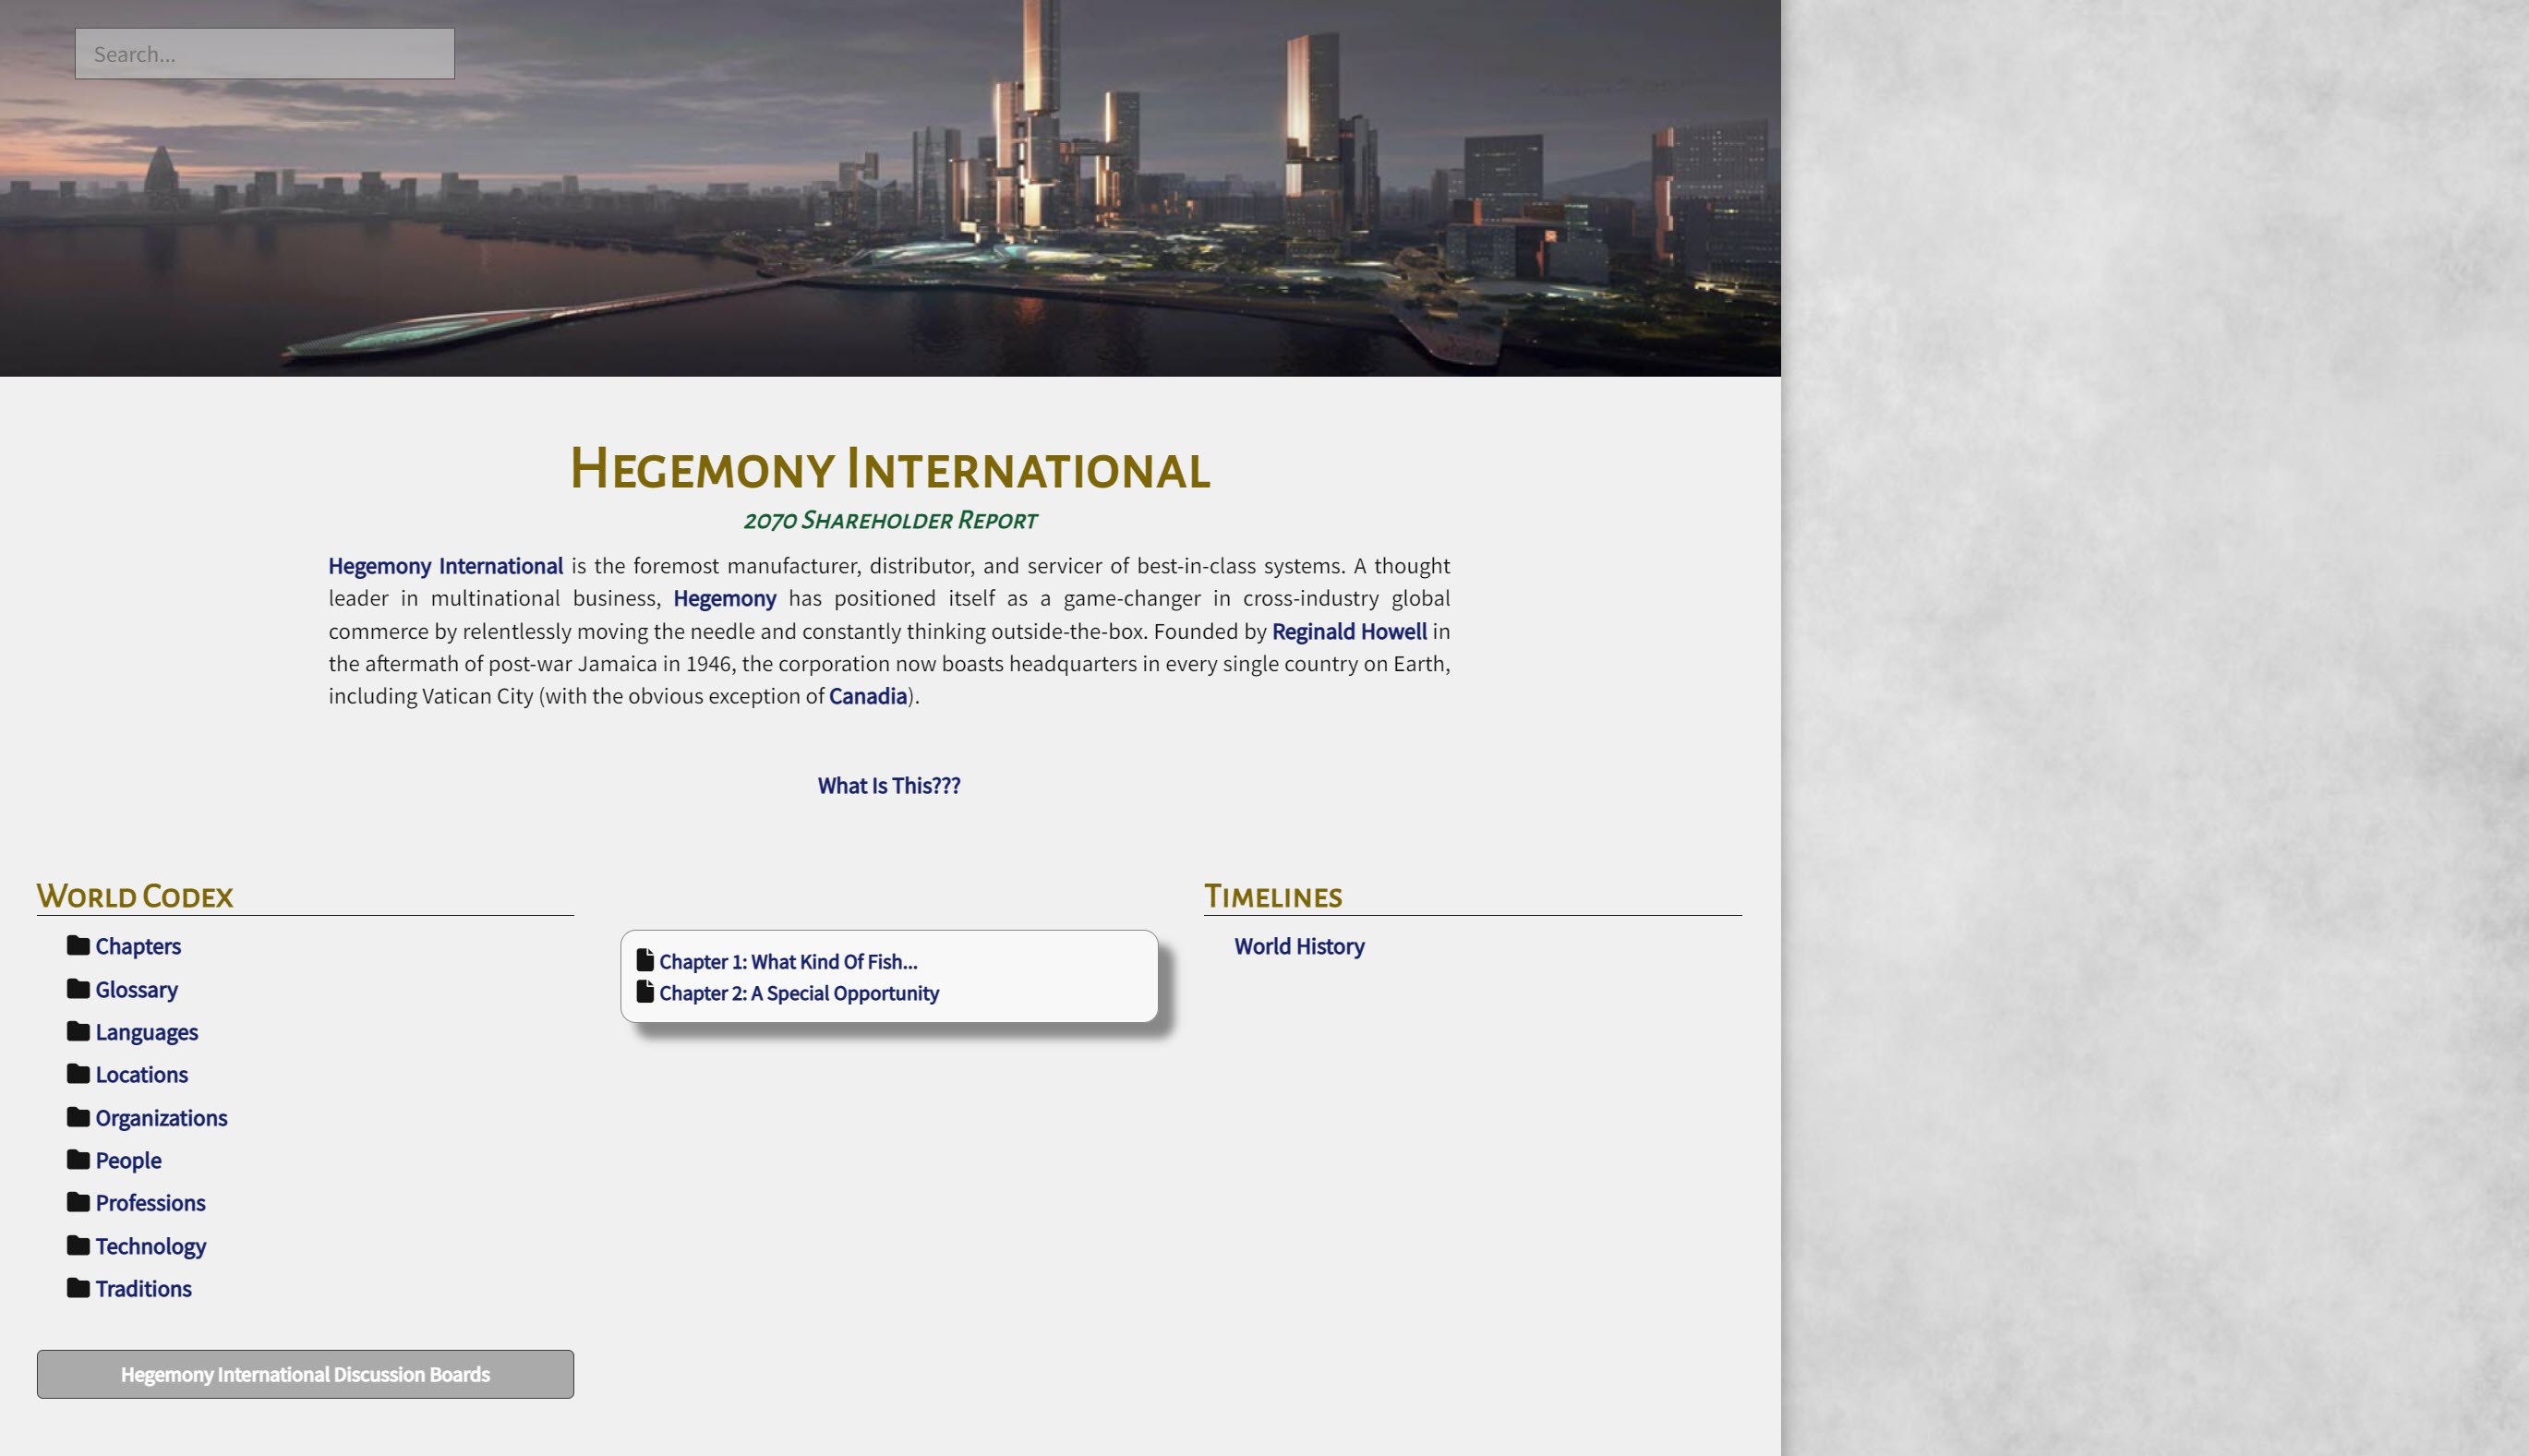 Search...
Hegemony International
2070 Shareholder Report
Hegemony International is the foremost manufacturer, distributor, and servicer of best-in-class systems. A thought
leader in multinational business, Hegemony has positioned itself as a game-changer in cross-industry global
commerce by relentlessly moving the needle and constantly thinking outside-the-box. Founded by Reginald Howell in
the aftermath of post-war Jamaica in 1946, the corporation now boasts headquarters in every single country on Earth,
including Vatican City (with the obvious exception of Canadia).
What Is This???
World Codex
Chapters
Glossary
Languages
Locations
Organizations
People
Professions
Technology
Traditions
Hegemony International Discussion Boards
Chapter 1: What Kind Of Fish...
Chapter 2: A Special Opportunity
Timelines
World History